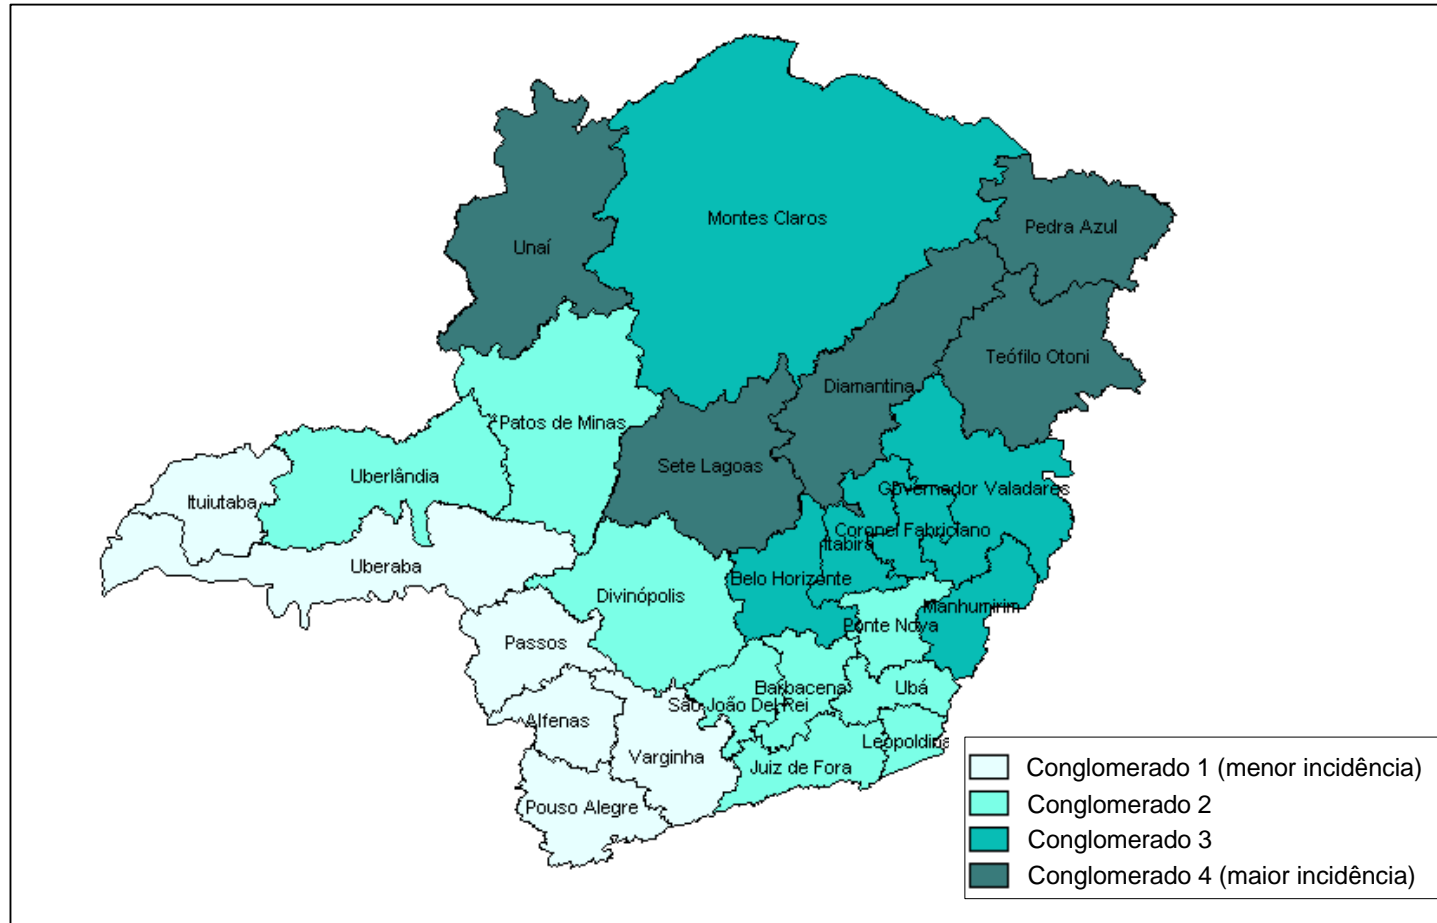 Montes Claros
Pedra Azul
Unaí
Teófilo Otoni
Diamantina
Patos de Minas
Sete Lagoas
Uberlândia
Governador Valadares
Ituiutaba
Coronel Fabriciano
Itabira
Uberaba
Belo Horizonte
Divinópolis
Manhumirim
Ponte Nova
Passos
Barbacena
Ubá
São João Del Rei
Alfenas
Leopoldina
Varginha
Juiz de Fora
Pouso Alegre
Conglomerado 1 (menor incidência)
Conglomerado 2
Conglomerado 3
Conglomerado 4 (maior incidência)